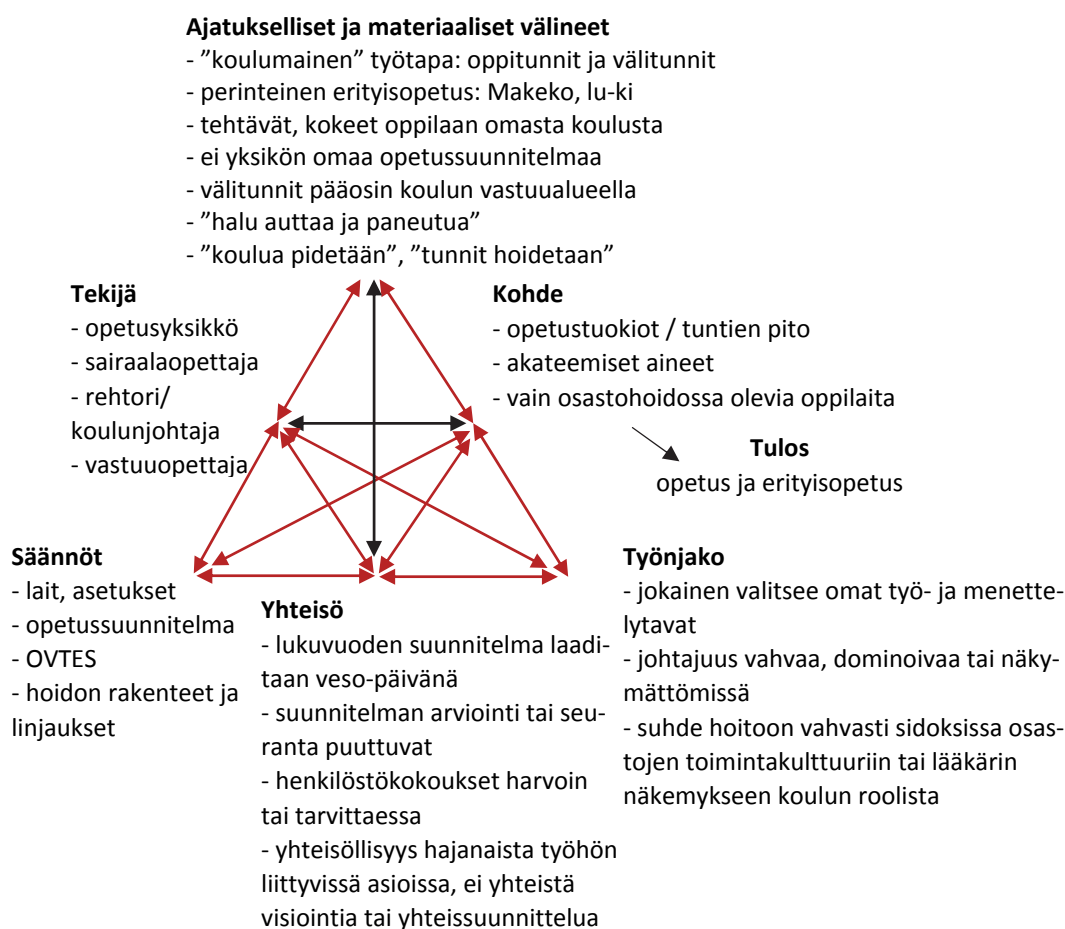 Ajatukselliset ja materiaaliset välineet
- ”koulumainen” työtapa: oppitunnit ja välitunnit
- perinteinen erityisopetus: Makeko, lu-ki
- tehtävät, kokeet oppilaan omasta koulusta
- ei yksikön omaa opetussuunnitelmaa
- välitunnit pääosin koulun vastuualueella
- ”halu auttaa ja paneutua”
- ”koulua pidetään”, ”tunnit hoidetaan”
Tekijä
- opetusyksikkö
- sairaalaopettaja
- rehtori/
koulunjohtaja
- vastuuopettaja
Kohde
- opetustuokiot / tuntien pito
- akateemiset aineet
- vain osastohoidossa olevia oppilaita
Tulos
opetus ja erityisopetus
Säännöt
- lait, asetukset
- opetussuunnitelma
- OVTES
- hoidon rakenteet ja
linjaukset
Yhteisö
- lukuvuoden suunnitelma laadi-
taan veso-päivänä
- suunnitelman arviointi tai seu-
ranta puuttuvat
- henkilöstökokoukset harvoin
tai tarvittaessa
- yhteisöllisyys hajanaista työhön
liittyvissä asioissa, ei yhteistä
visiointia tai yhteissuunnittelua
Työnjako
- jokainen valitsee omat työ- ja menette-
lytavat
- johtajuus vahvaa, dominoivaa tai näky-
mättömissä
- suhde hoitoon vahvasti sidoksissa osas-
tojen toimintakulttuuriin tai lääkärin
näkemykseen koulun roolista